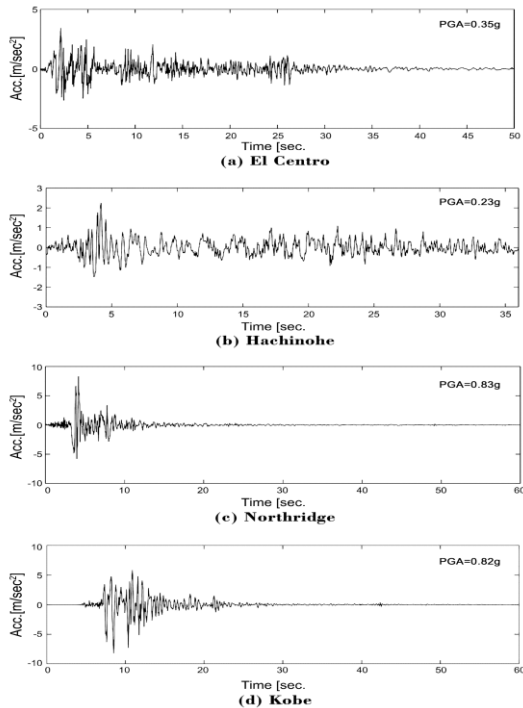 5
PGA=0.35g
Acc.[m/sec²]
0
-5
0 5 10 15 20 25 30 35 40 45 50
Time [sec.
(a) El Centro
3
PGA=0.23g
2
1
Acc.[m/sec²]
0
-1
-2
-3
0 5 10 15 20 25 30 35
Time [sec.
(b) Hachinohe
10
PGA=0.83g
5
Acc.[m/sec²]
0
-5
-10
0 10 20 30 40 50 60
Time [sec.
(c) Northridge
10
PGA=0.82g
5
Acc.[m/sec²]
0
-5
-10
0 10 20 30 40 50 60
Time [sec.
(d) Kobe